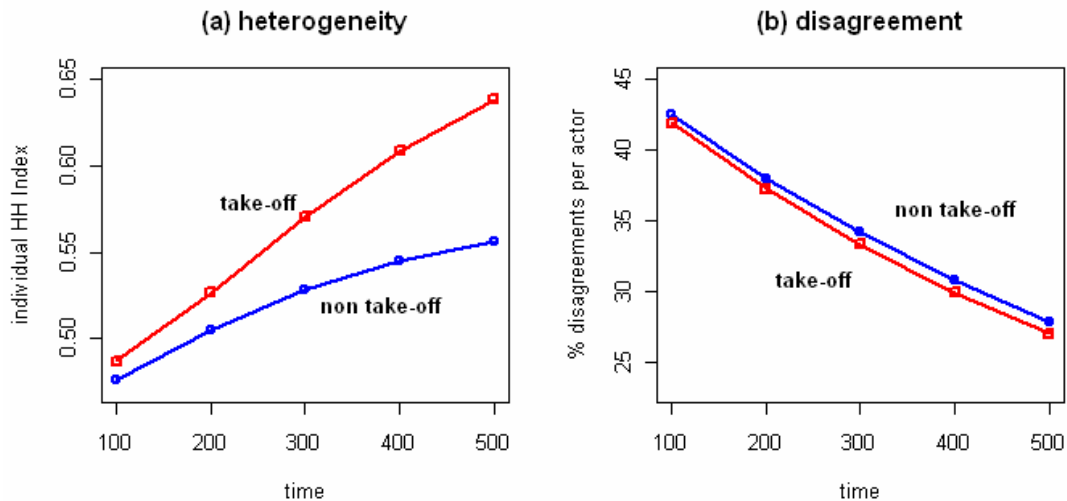 (a) heterogeneity
individual HH Index
0.65
0.60
0.55
0.50
take-off
non take-off
100 200 300 400 500
time
(b) disagreement
% disagreements per actor
45
40
35
30
25
non take-off
take-off
100 200 300 400 500
time